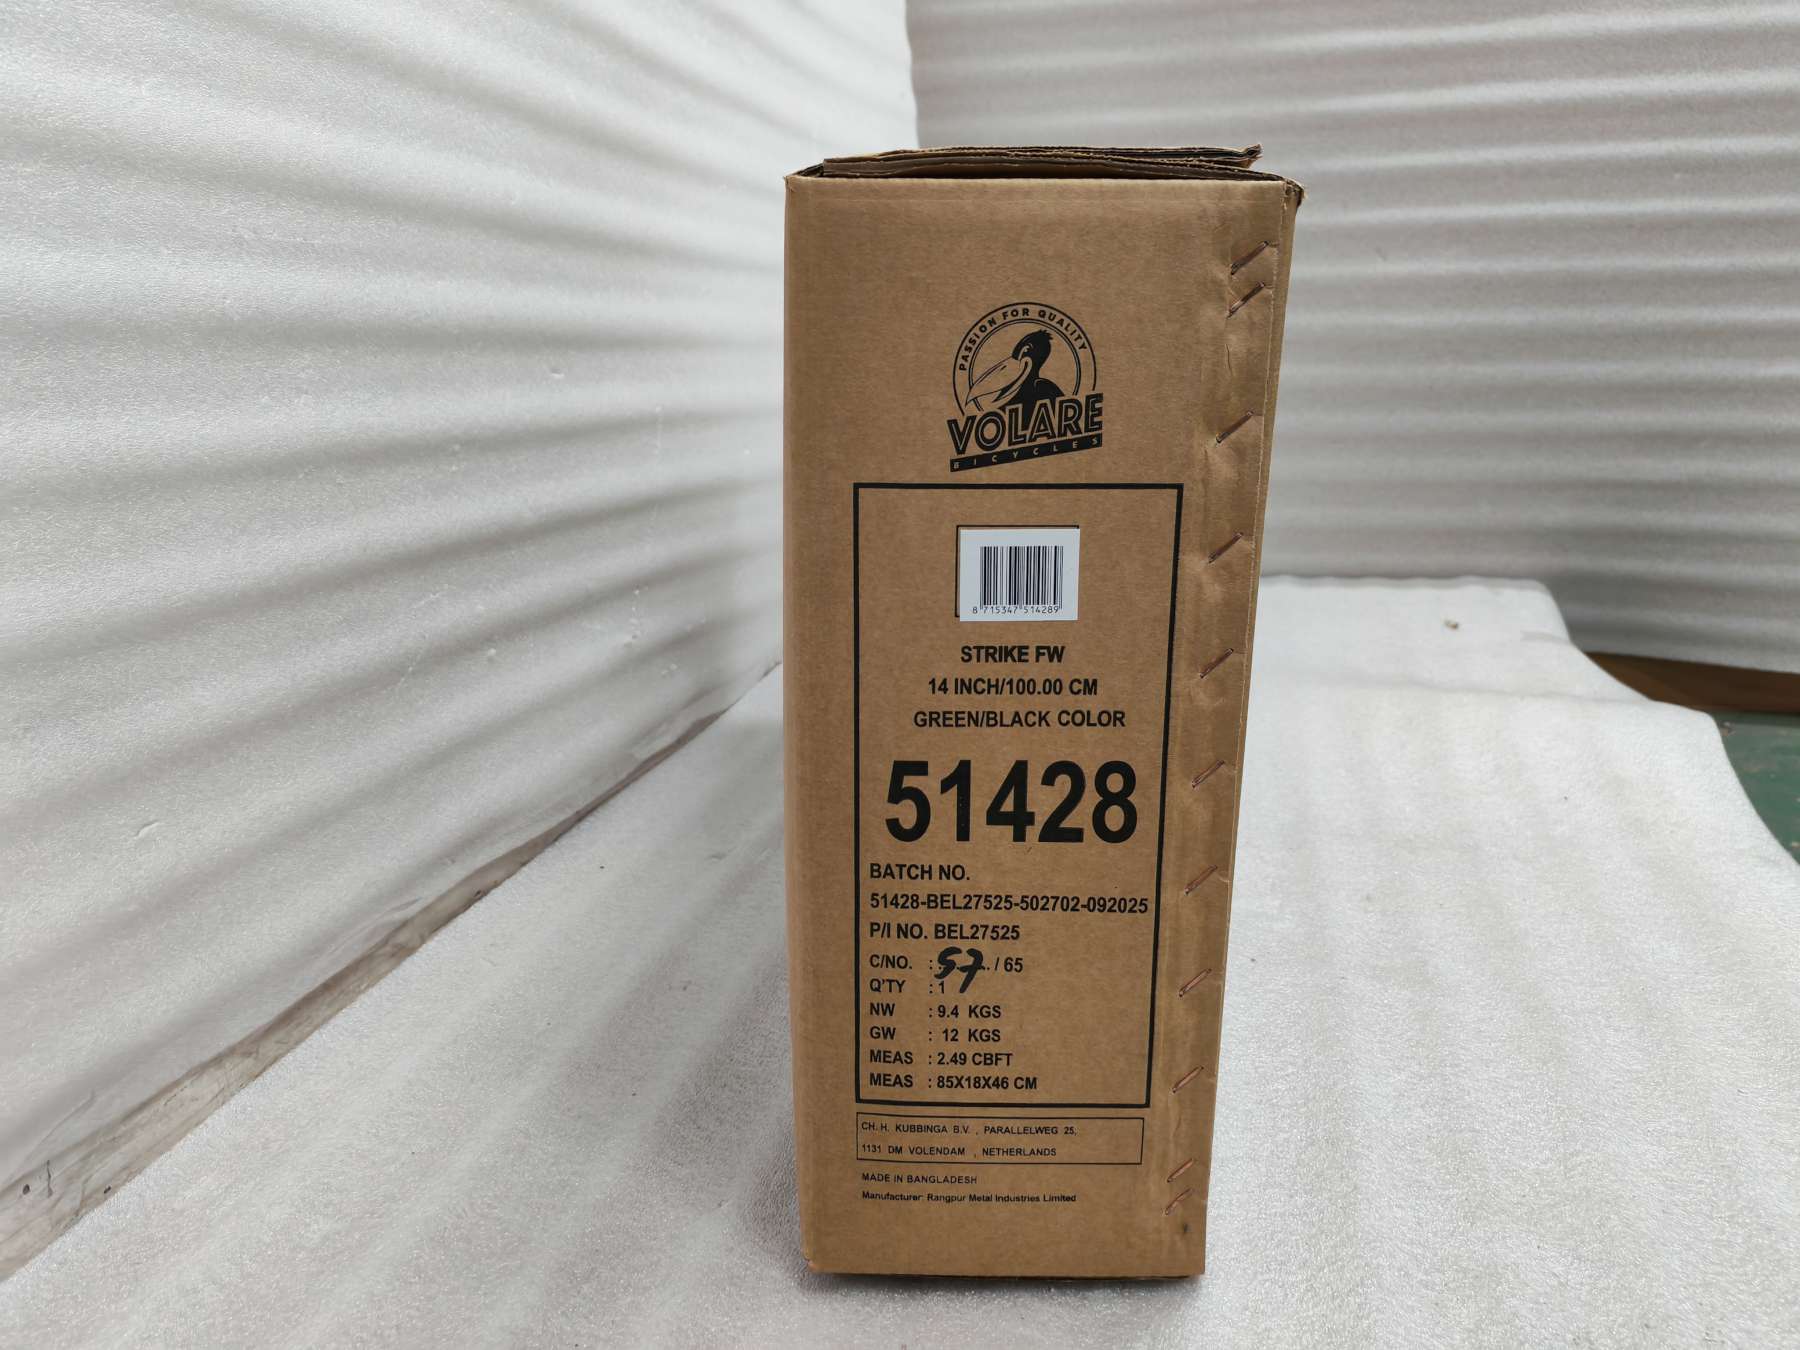 PASSION FOR QUALITY
VOLARE
BICYCLES
8 715347 514289
STRIKE FW
14 INCH/100.00 CM
GREEN/BLACK COLOR
51428
BATCH NO.
51428-BEL27525-502702-092025
P/I NO. BEL27525
C/NO. : 57 / 65
Q'TY : 1
NW : 9.4 KGS
GW : 12 KGS
MEAS : 2.49 CBFT
MEAS : 85X18X46 CM
CH. H. KUBBINGA B.V. , PARALLELWEG 25,
1131 DM VOLENDAM , NETHERLANDS
MADE IN BANGLADESH
Manufacturer: Rangpur Metal Industries Limited